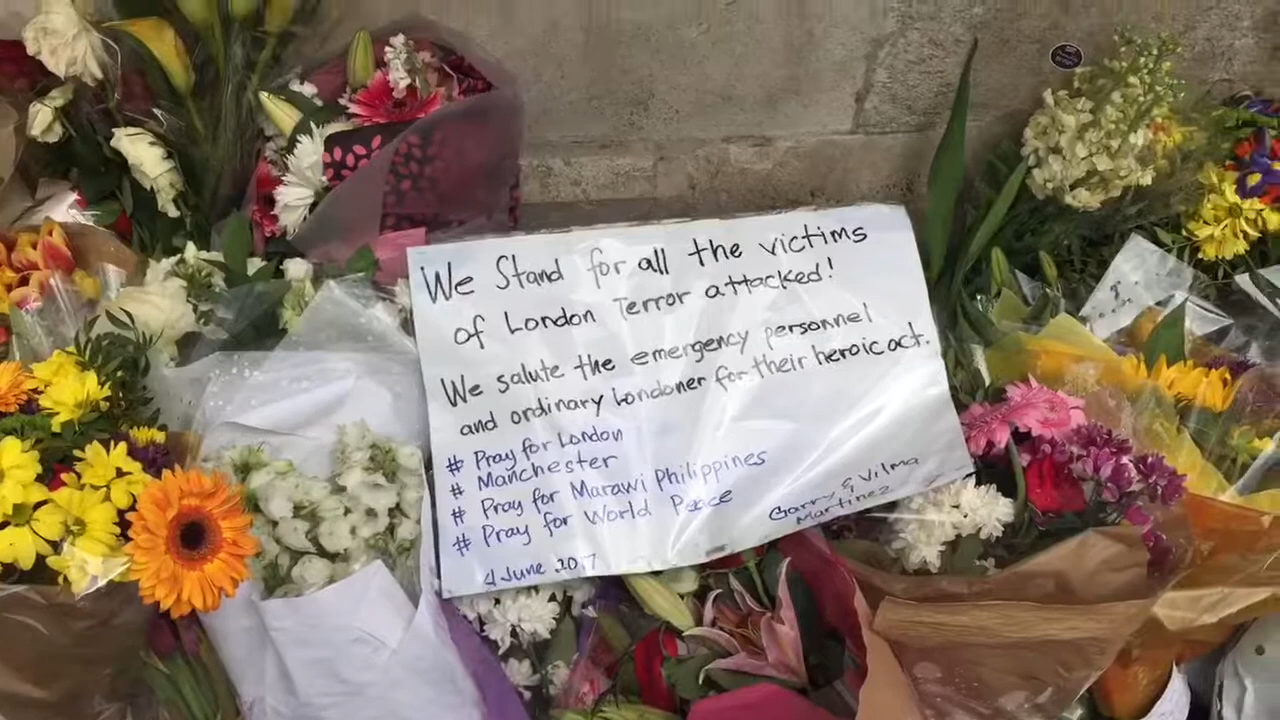 We Stand for all the victims
of London Terror attacked!
We salute the emergency personnel
and ordinary Londoner for their heroic act.
# Pray for London
# Manchester
# Pray for Marawi Philippines
# Pray for World Peace
Garry & Vilma
Martinez
4 June 2017